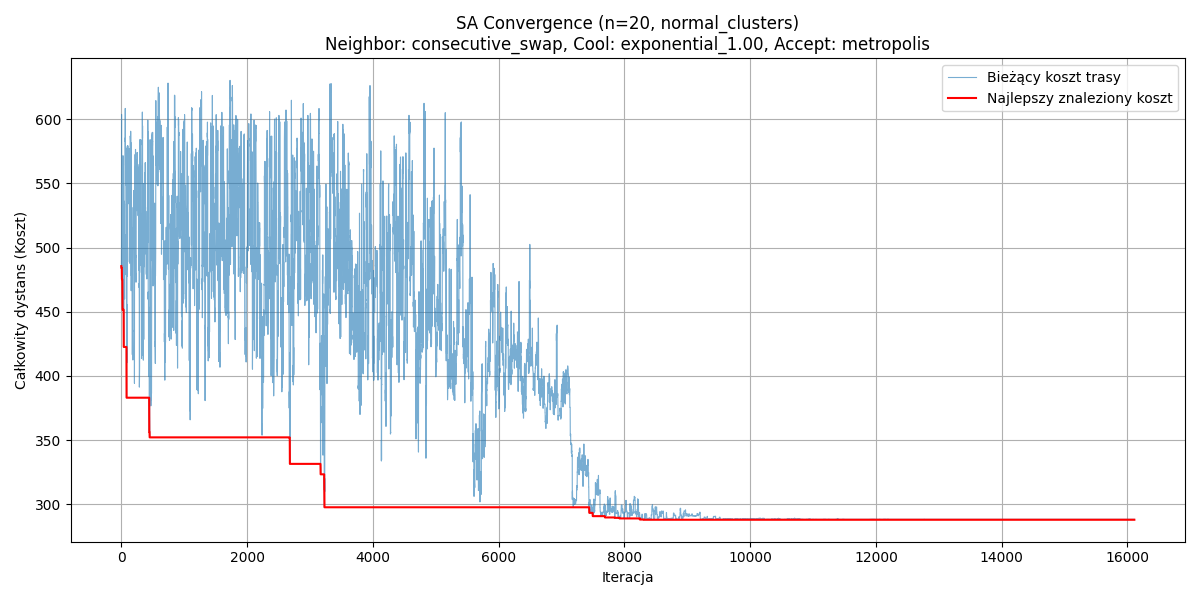 SA Convergence (n=20, normal_clusters)
Neighbor: consecutive_swap, Cool: exponential_1.00, Accept: metropolis
Bieżący koszt trasy
Najlepszy znaleziony koszt
Całkowity dystans (Koszt)
600
550
500
450
400
350
300
0 2000 4000 6000 8000 10000 12000 14000 16000
Iteracja